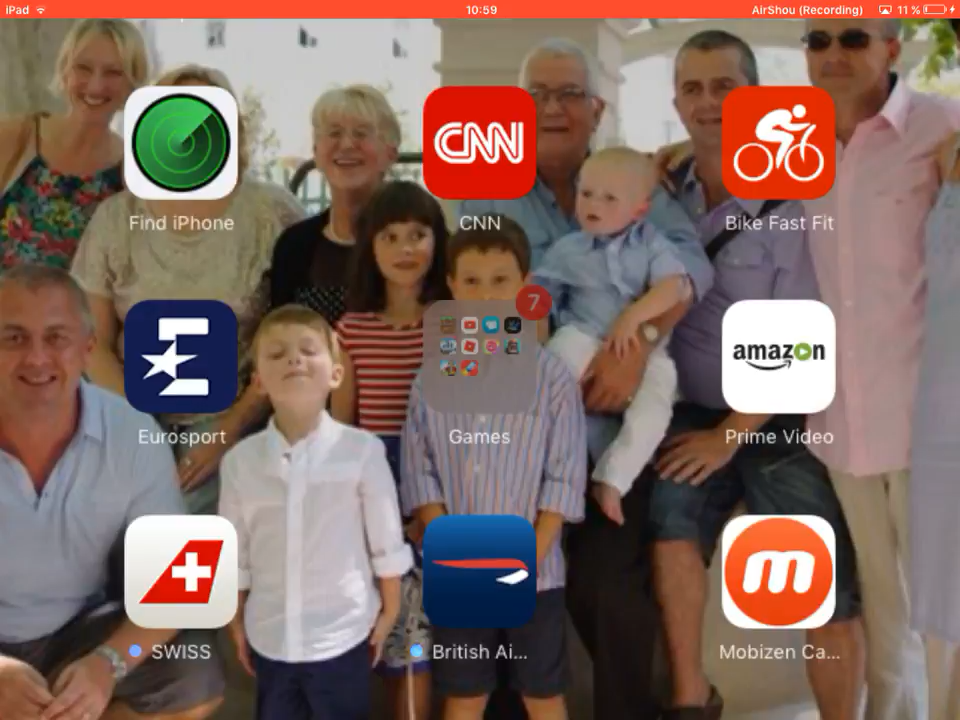 iPad 10:59 AirShou (Recording) 11 %
CNN
Find iPhone CNN Bike Fast Fit
7
amazon
Eurosport Games Prime Video
m
SWISS British Ai... Mobizen Ca...